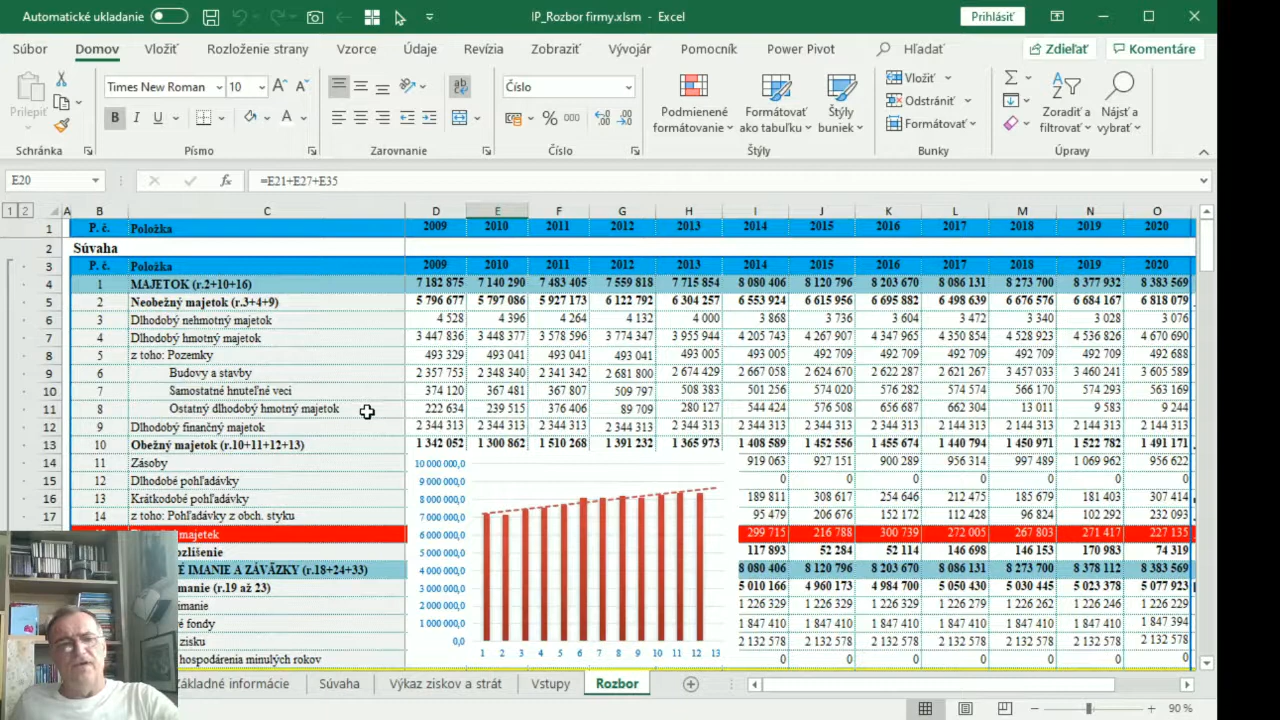 Automatické ukladanie IP_Rozbor firmy.xlsm - Excel Prihlásiť
Súbor Domov Vložiť Rozloženie strany Vzorce Údaje Revízia Zobraziť Vývojár Pomocník Power Pivot Hľadať Zdieľať Komentáre
Prilepiť Times New Roman 10 Číslo Podmienené formátovanie Formátovať ako tabuľku Štýly buniek Vložiť Odstrániť Formátovať Zoradiť a filtrovať Nájsť a vybrať
Schránka Písmo Zarovnanie Číslo Štýly Bunky Úpravy
E20 fx =E21+E27+E35
1 2 A B C D E F G H I J K L M N O
1 P. č. Položka 2009 2010 2011 2012 2013 2014 2015 2016 2017 2018 2019 2020
2 Súvaha
3 P. č. Položka 2009 2010 2011 2012 2013 2014 2015 2016 2017 2018 2019 2020
4 1 MAJETOK (r.2+10+16) 7 182 875 7 140 290 7 483 405 7 559 818 7 715 854 8 080 406 8 120 796 8 203 670 8 086 131 8 273 700 8 377 932 8 383 569
5 2 Neobežný majetok (r.3+4+9) 5 796 677 5 797 086 5 927 173 6 122 792 6 304 257 6 553 924 6 615 956 6 695 882 6 498 639 6 676 576 6 684 167 6 818 079
6 3 Dlhodobý nehmotný majetok 4 528 4 396 4 264 4 132 4 000 3 868 3 736 3 604 3 472 3 340 3 028 3 076
7 4 Dlhodobý hmotný majetok 3 447 836 3 448 377 3 578 596 3 774 347 3 955 944 4 205 743 4 267 907 4 347 965 4 350 854 4 528 923 4 536 826 4 670 690
8 5 z toho: Pozemky 493 329 493 041 493 041 493 041 493 005 493 005 492 709 492 709 492 709 492 709 492 709 492 688
9 6 Budovy a stavby 2 357 753 2 348 340 2 341 342 2 681 800 2 674 429 2 667 058 2 624 670 2 622 287 2 621 267 3 457 033 3 460 241 3 605 589
10 7 Samostatné hnuteľné veci 374 120 367 481 367 807 509 797 508 383 501 256 574 020 576 282 574 574 566 170 574 293 563 169
11 8 Ostatný dlhodobý hmotný majetok 222 634 239 515 376 406 89 709 280 127 544 424 576 508 656 687 662 304 13 011 9 583 9 244
12 9 Dlhodobý finančný majetok 2 344 313 2 344 313 2 344 313 2 344 313 2 344 313 2 344 313 2 344 313 2 344 313 2 144 313 2 144 313 2 144 313 2 144 313
13 10 Obežný majetok (r.10+11+12+13) 1 342 052 1 300 862 1 510 268 1 391 232 1 365 973 1 408 589 1 452 556 1 455 674 1 440 794 1 450 971 1 522 782 1 491 171
14 11 Zásoby 919 063 927 151 900 289 956 314 997 489 1 069 962 956 622
15 12 Dlhodobé pohľadávky 0 0 0 0 0 0 0
16 13 Krátkodobé pohľadávky 189 811 308 617 254 646 212 475 185 679 181 403 307 414
17 14 z toho: Pohľadávky z obch. styku 95 479 206 676 152 172 112 428 96 824 102 292 232 093
majetek 299 715 216 788 300 739 272 005 267 803 271 417 227 135
ozlíšenie 117 893 52 284 52 114 146 698 146 153 170 983 74 319
É IMANIE A ZÁVÄZKY (r.18+24+33) 8 080 406 8 120 796 8 203 670 8 086 131 8 273 700 8 378 112 8 383 569
manie (r.19 až 23) 5 010 166 4 960 173 4 984 700 5 050 430 5 030 445 5 023 378 5 077 923
imanie 1 226 329 1 226 329 1 226 329 1 226 279 1 226 262 1 226 246 1 226 229
é fondy 1 847 410 1 847 410 1 847 410 1 847 410 1 847 410 1 847 410 1 847 394
zisku 2 132 578 2 132 578 2 132 578 2 132 578 2 132 578 2 132 578 2 132 578
ospodárenia minulých rokov 0 0 0 0 0 0 0
10 000 000,0
9 000 000,0
8 000 000,0
7 000 000,0
6 000 000,0
5 000 000,0
4 000 000,0
3 000 000,0
2 000 000,0
1 000 000,0
0,0
1 2 3 4 5 6 7 8 9 10 11 12 13
Základné informácie Súvaha Výkaz ziskov a strát Vstupy Rozbor
90 %